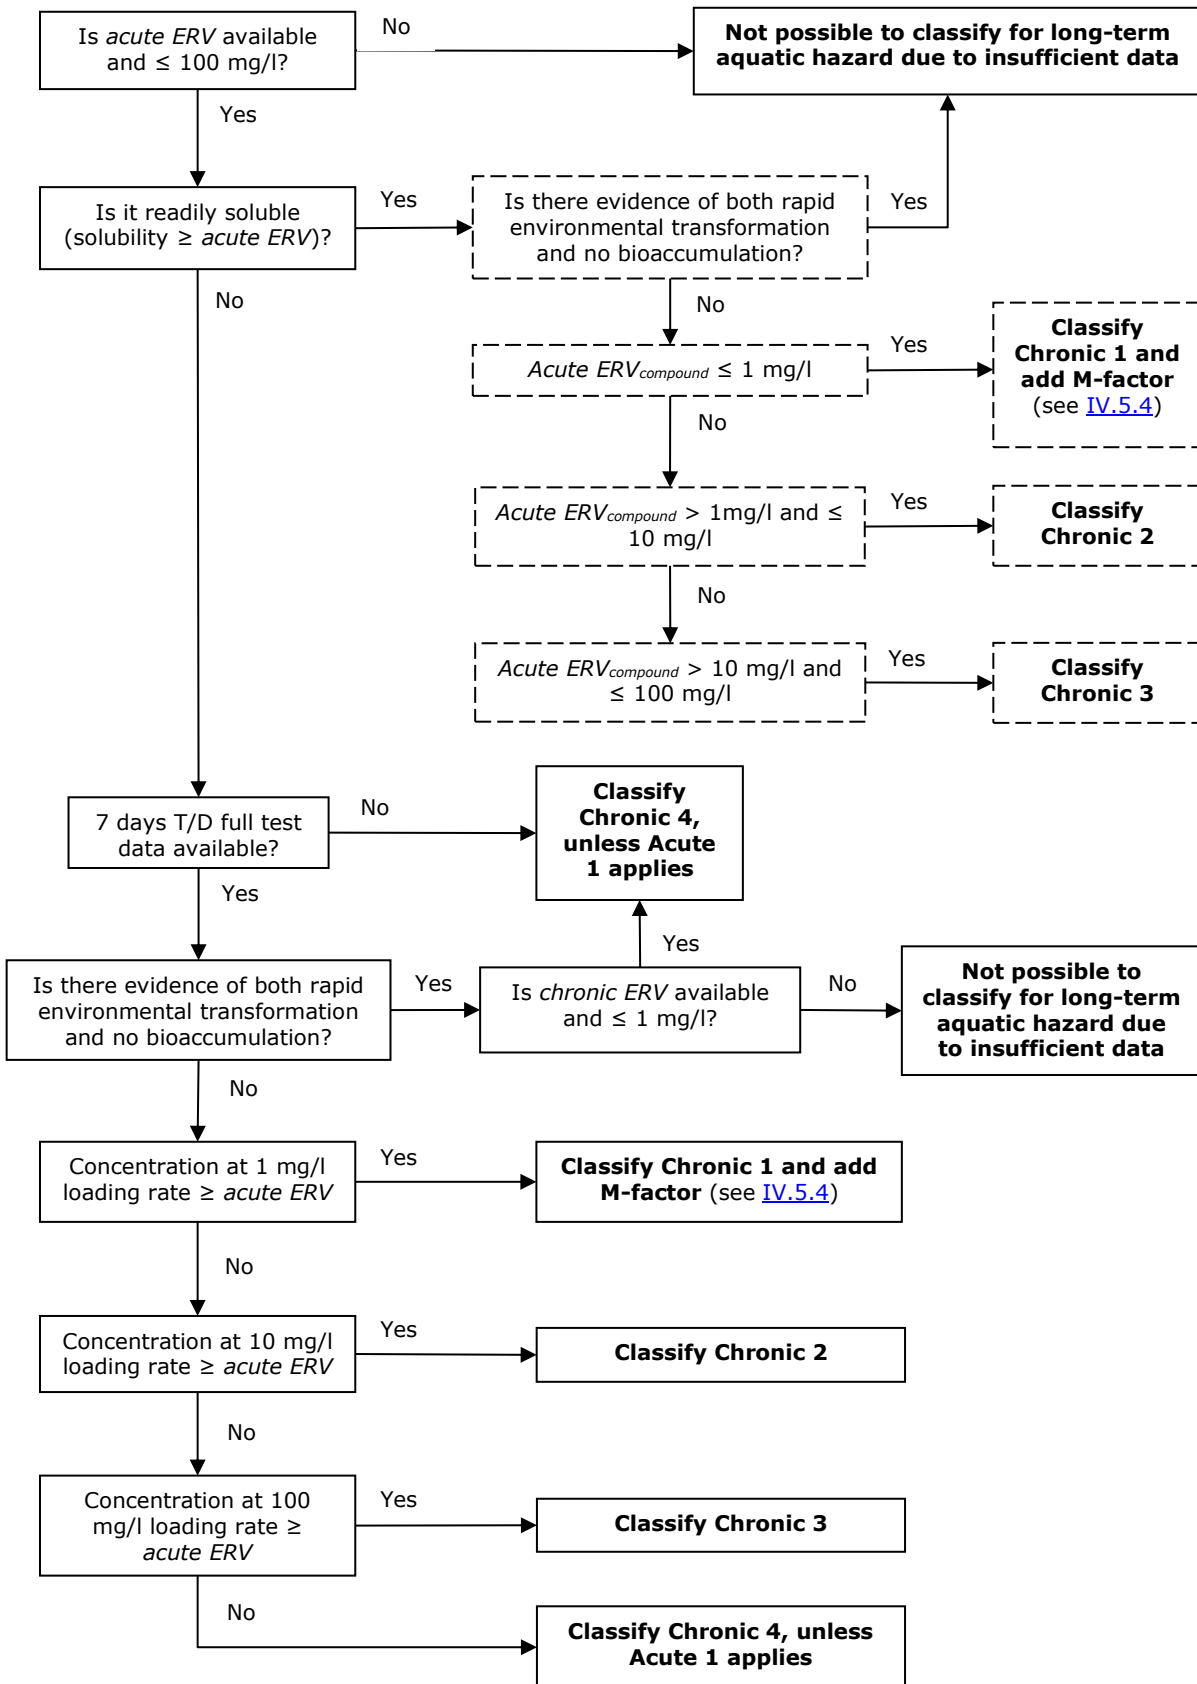 Is acute ERV available
and ≤ 100 mg/l?
No
Not possible to classify for long-term
aquatic hazard due to insufficient data
Yes
Is it readily soluble
(solubility ≥ acute ERV)?
Yes
Is there evidence of both rapid
environmental transformation
and no bioaccumulation?
Yes
No
No
Acute ERVcompound ≤ 1 mg/l
Yes
Classify
Chronic 1 and
add M-factor
(see IV.5.4)
No
Acute ERVcompound > 1mg/l and ≤
10 mg/l
Yes
Classify
Chronic 2
No
Acute ERVcompound > 10 mg/l and
≤ 100 mg/l
Yes
Classify
Chronic 3
7 days T/D full test
data available?
No
Classify
Chronic 4,
unless Acute
1 applies
Yes
Yes
Is there evidence of both rapid
environmental transformation
and no bioaccumulation?
Yes
Is chronic ERV available
and ≤ 1 mg/l?
No
Not possible to
classify for long-term
aquatic hazard due
to insufficient data
No
Concentration at 1 mg/l
loading rate ≥ acute ERV
Yes
Classify Chronic 1 and add
M-factor (see IV.5.4)
No
Concentration at 10 mg/l
loading rate ≥ acute ERV
Yes
Classify Chronic 2
No
Concentration at 100
mg/l loading rate ≥
acute ERV
Yes
Classify Chronic 3
No
Classify Chronic 4, unless
Acute 1 applies